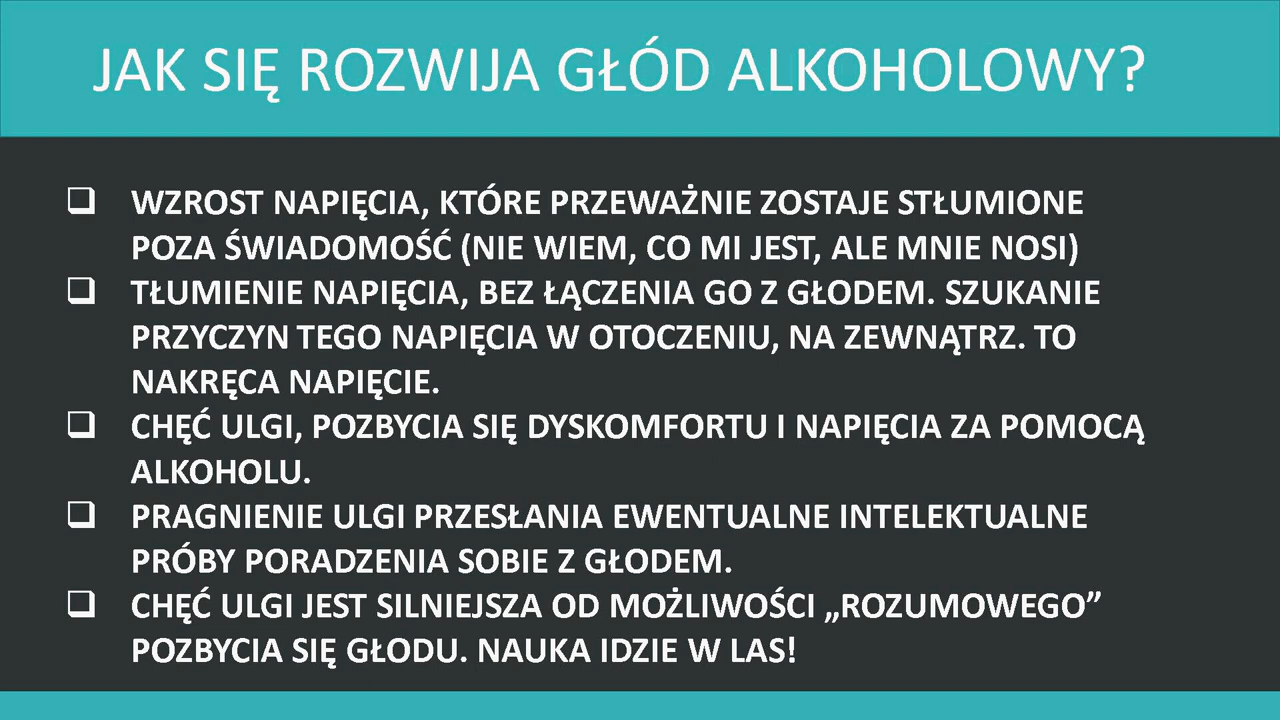 JAK SIĘ ROZWIJA GŁÓD ALKOHOLOWY?
WZROST NAPIĘCIA, KTÓRE PRZEWAŻNIE ZOSTAJE STŁUMIONE
POZA ŚWIADOMOŚĆ (NIE WIEM, CO MI JEST, ALE MNIE NOSI)
TŁUMIENIE NAPIĘCIA, BEZ ŁĄCZENIA GO Z GŁODEM. SZUKANIE
PRZYCZYN TEGO NAPIĘCIA W OTOCZENIU, NA ZEWNĄTRZ. TO
NAKRĘCA NAPIĘCIE.
CHĘĆ ULGI, POZBYCIA SIĘ DYSKOMFORTU I NAPIĘCIA ZA POMOCĄ
ALKOHOLU.
PRAGNIENIE ULGI PRZESŁANIA EWENTUALNE INTELEKTUALNE
PRÓBY PORADZENIA SOBIE Z GŁODEM.
CHĘĆ ULGI JEST SILNIEJSZA OD MOŻLIWOŚCI „ROZUMOWEGO”
POZBYCIA SIĘ GŁODU. NAUKA IDZIE W LAS!